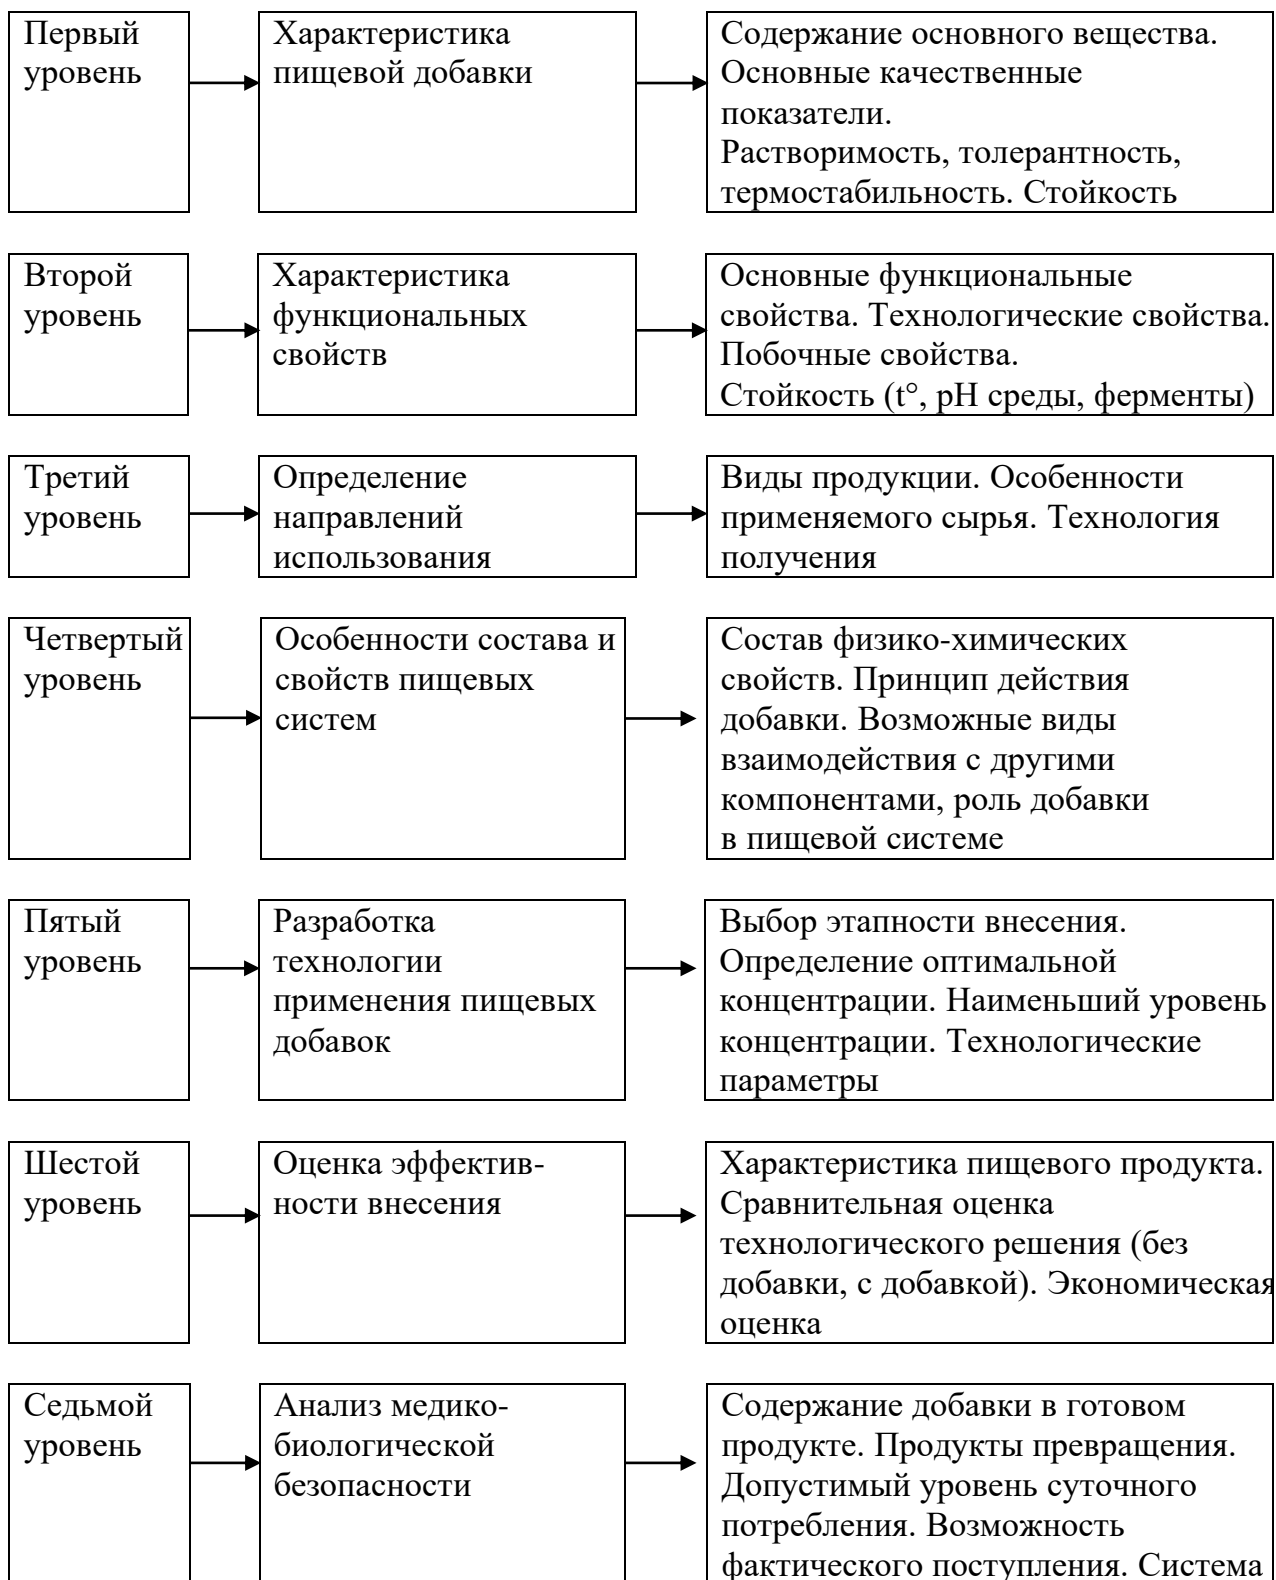 Первый
уровень
Характеристика
пищевой добавки
Содержание основного вещества.
Основные качественные
показатели.
Растворимость, толерантность,
термостабильность. Стойкость
Второй
уровень
Характеристика
функциональных
свойств
Основные функциональные
свойства. Технологические свойства.
Побочные свойства.
Стойкость (t°, pH среды, ферменты)
Третий
уровень
Определение
направлений
использования
Виды продукции. Особенности
применяемого сырья. Технология
получения
Четвертый
уровень
Особенности состава и
свойств пищевых
систем
Состав физико-химических
свойств. Принцип действия
добавки. Возможные виды
взаимодействия с другими
компонентами, роль добавки
в пищевой системе
Пятый
уровень
Разработка
технологии
применения пищевых
добавок
Выбор этапности внесения.
Определение оптимальной
концентрации. Наименьший уровень
концентрации. Технологические
параметры
Шестой
уровень
Оценка эффектив-
ности внесения
Характеристика пищевого продукта.
Сравнительная оценка
технологического решения (без
добавки, с добавкой). Экономическая
оценка
Седьмой
уровень
Анализ медико-
биологической
безопасности
Содержание добавки в готовом
продукте. Продукты превращения.
Допустимый уровень суточного
потребления. Возможность
фактического поступления. Система